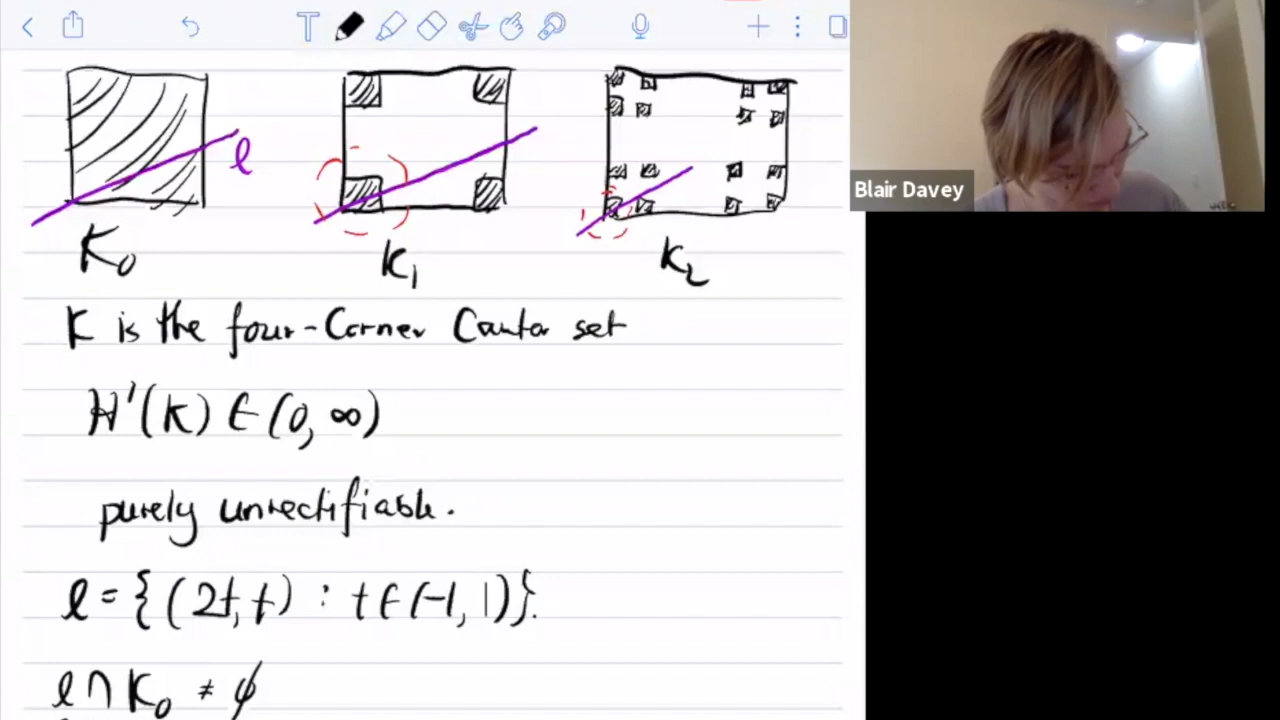 ℓ
Blair Davey
K₀ K₁ K₂
K is the four-Corner Cantor set
H¹(K) ∈ (0, ∞)
purely unrectifiable.
ℓ = {(2t, t) : t ∈ (-1, 1)}.
ℓ ∩ K₀ ≠ ϕ